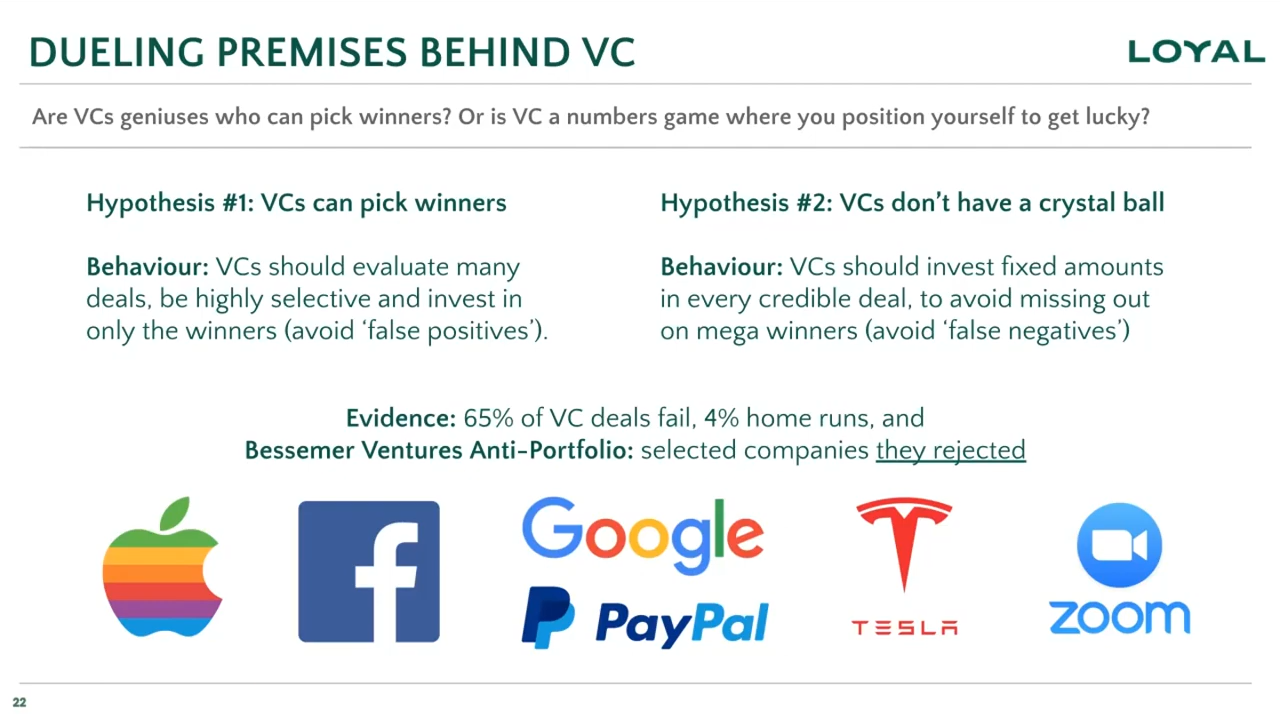 DUELING PREMISES BEHIND VC
LOYAL
Are VCs geniuses who can pick winners? Or is VC a numbers game where you position yourself to get lucky?
Hypothesis #1: VCs can pick winners
Behaviour: VCs should evaluate many
deals, be highly selective and invest in
only the winners (avoid ‘false positives’).
Hypothesis #2: VCs don’t have a crystal ball
Behaviour: VCs should invest fixed amounts
in every credible deal, to avoid missing out
on mega winners (avoid ‘false negatives’)
Evidence: 65% of VC deals fail, 4% home runs, and
Bessemer Ventures Anti-Portfolio: selected companies they rejected
f
Google
PayPal
TESLA
zoom
22